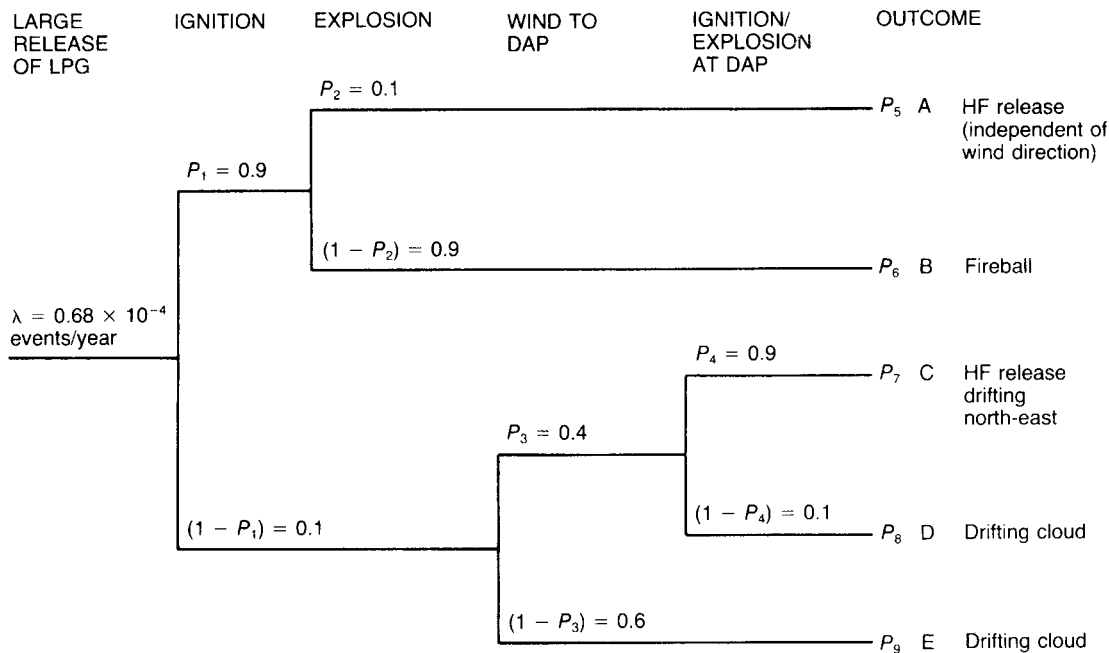 LARGE
RELEASE
OF LPG
IGNITION
EXPLOSION
WIND TO
DAP
IGNITION/
EXPLOSION
AT DAP
OUTCOME
P₂ = 0.1
P₅ A HF release
(independent of
wind direction)
P₁ = 0.9
(1 − P₂) = 0.9
P₆ B Fireball
λ = 0.68 × 10⁻⁴
events/year
P₄ = 0.9
P₇ C HF release
drifting
north-east
P₃ = 0.4
(1 − P₁) = 0.1
(1 − P₄) = 0.1
P₈ D Drifting cloud
(1 − P₃) = 0.6
P₉ E Drifting cloud